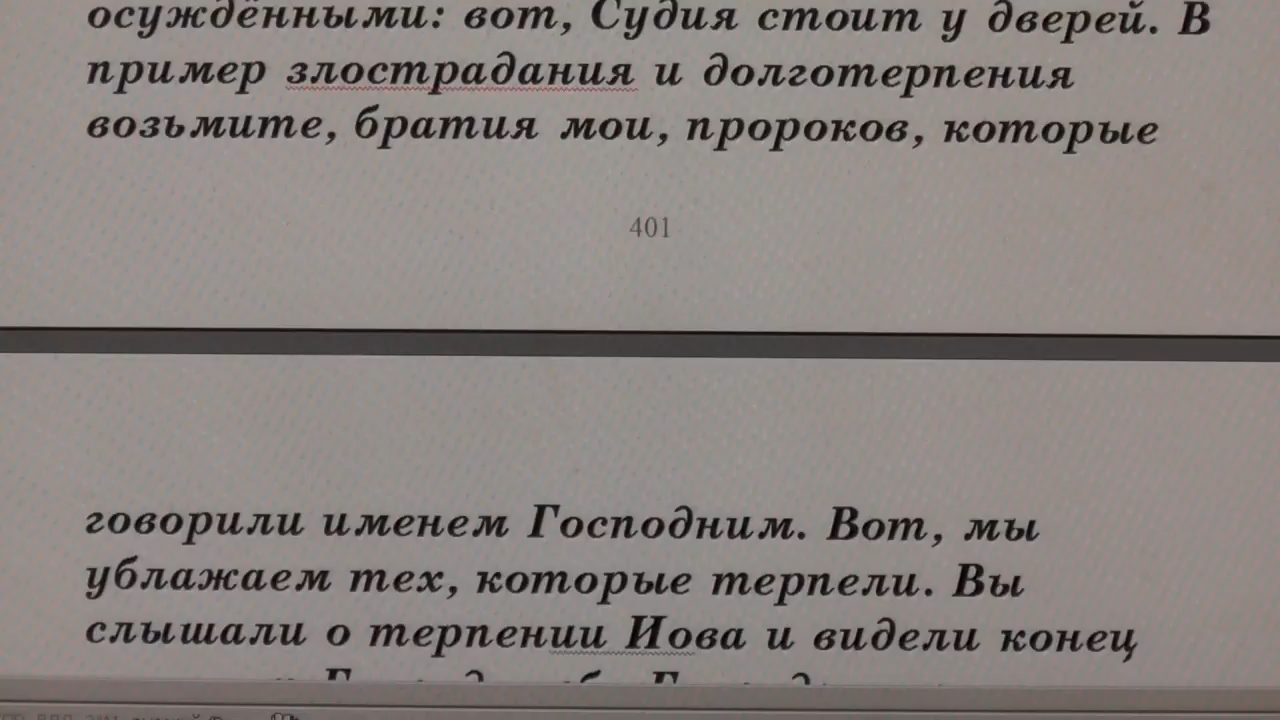 осуждёнными: вот, Судия стоит у дверей. В
пример злострадания и долготерпения
возьмите, братия мои, пророков, которые
401
говорили именем Господним. Вот, мы
ублажаем тех, которые терпели. Вы
слышали о терпении Иова и видели конец